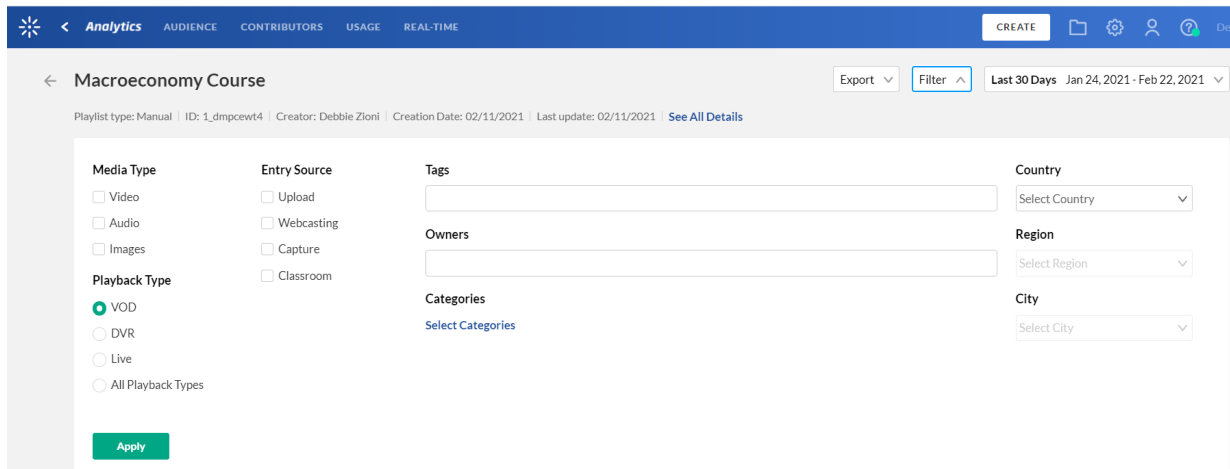 Analytics AUDIENCE CONTRIBUTORS USAGE REAL-TIME CREATE
Macroeconomy Course
Export Filter Last 30 Days Jan 24, 2021 - Feb 22, 2021
Playlist type: Manual | ID: 1_dmpcewt4 | Creator: Debbie Zioni | Creation Date: 02/11/2021 | Last update: 02/11/2021 | See All Details
Media Type
Video
Audio
Images
Playback Type
VOD
DVR
Live
All Playback Types
Entry Source
Upload
Webcasting
Capture
Classroom
Tags
Owners
Categories
Select Categories
Country
Select Country
Region
Select Region
City
Select City
Apply